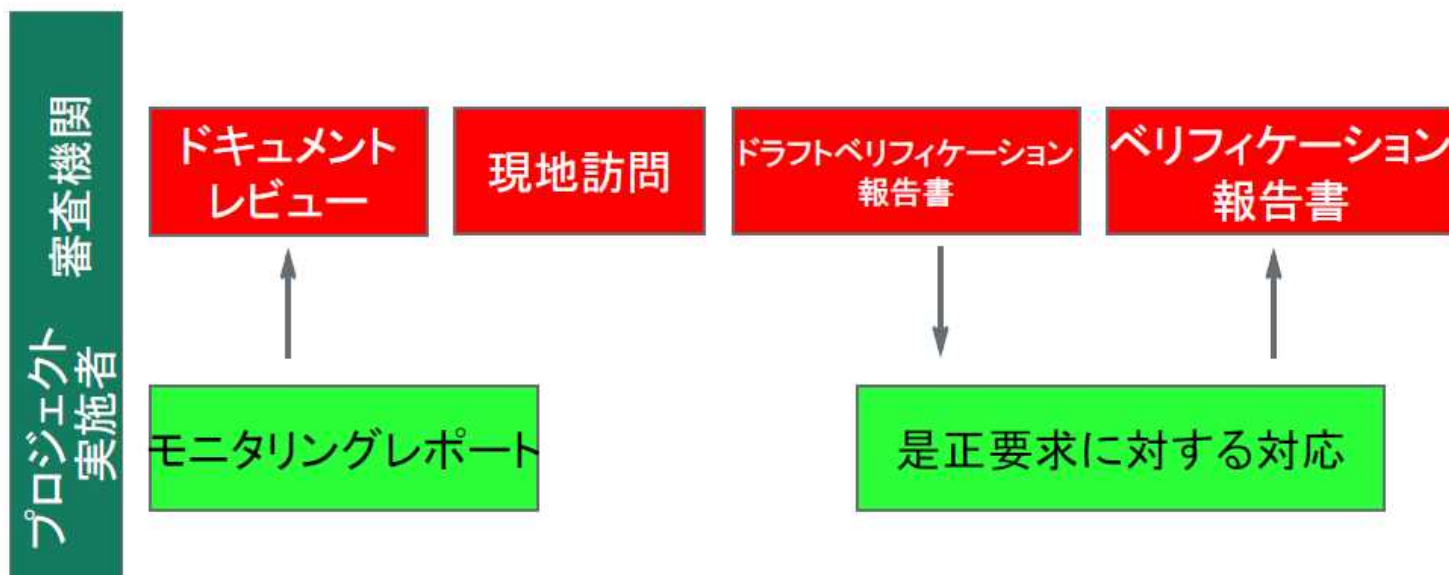 審査機関
ドキュメント
レビュー
現地訪問
ドラフトベリフィケーション
報告書
ベリフィケーション
報告書
プロジェクト
実施者
モニタリングレポート
是正要求に対する対応